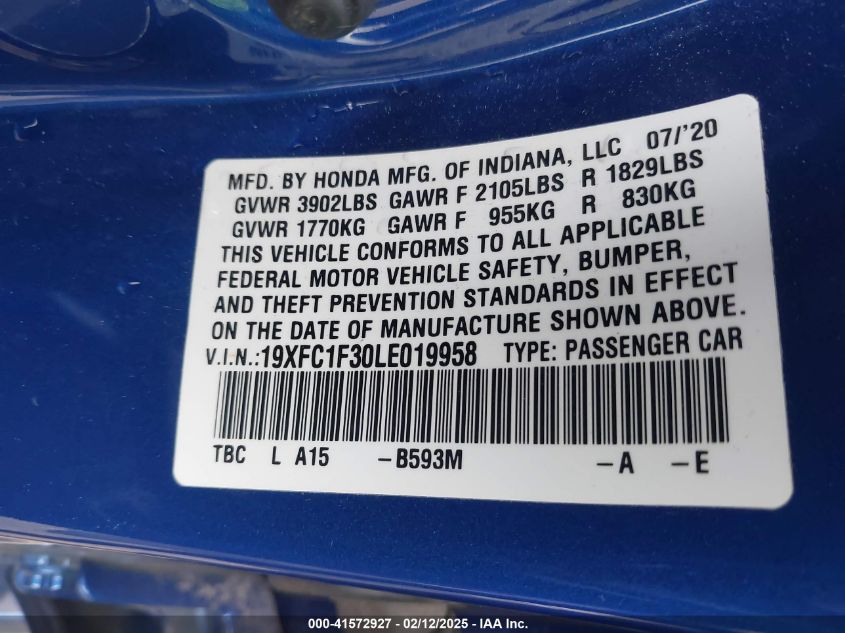 MFD. BY HONDA MFG. OF INDIANA, LLC 07/'20
GVWR 3902LBS GAWR F 2105LBS R 1829LBS
GVWR 1770KG GAWR F 955KG R 830KG
THIS VEHICLE CONFORMS TO ALL APPLICABLE
FEDERAL MOTOR VEHICLE SAFETY, BUMPER,
AND THEFT PREVENTION STANDARDS IN EFFECT
ON THE DATE OF MANUFACTURE SHOWN ABOVE.
V.I.N.:19XFC1F30LE019958 TYPE: PASSENGER CAR
TBC L A15 -B593M -A -E
000-41572927 - 02/12/2025 - IAA Inc.